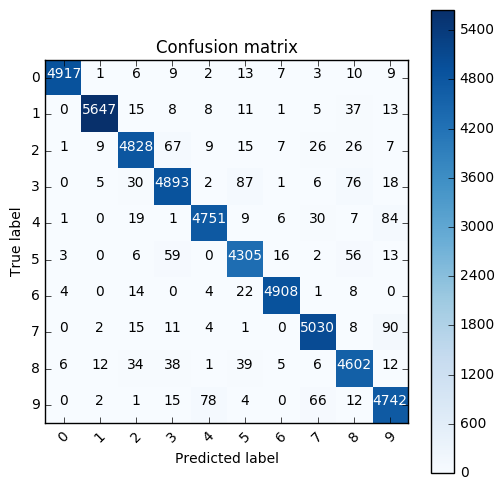 Confusion matrix
0 4917 1 6 9 2 13 7 3 10 9
1 0 5647 15 8 8 11 1 5 37 13
2 1 9 4828 67 9 15 7 26 26 7
3 0 5 30 4893 2 87 1 6 76 18
4 1 0 19 1 4751 9 6 30 7 84
5 3 0 6 59 0 4305 16 2 56 13
6 4 0 14 0 4 22 4908 1 8 0
7 0 2 15 11 4 1 0 5030 8 90
8 6 12 34 38 1 39 5 6 4602 12
9 0 2 1 15 78 4 0 66 12 4742
0 1 2 3 4 5 6 7 8 9
True label
Predicted label
5400
4800
4200
3600
3000
2400
1800
1200
600
0